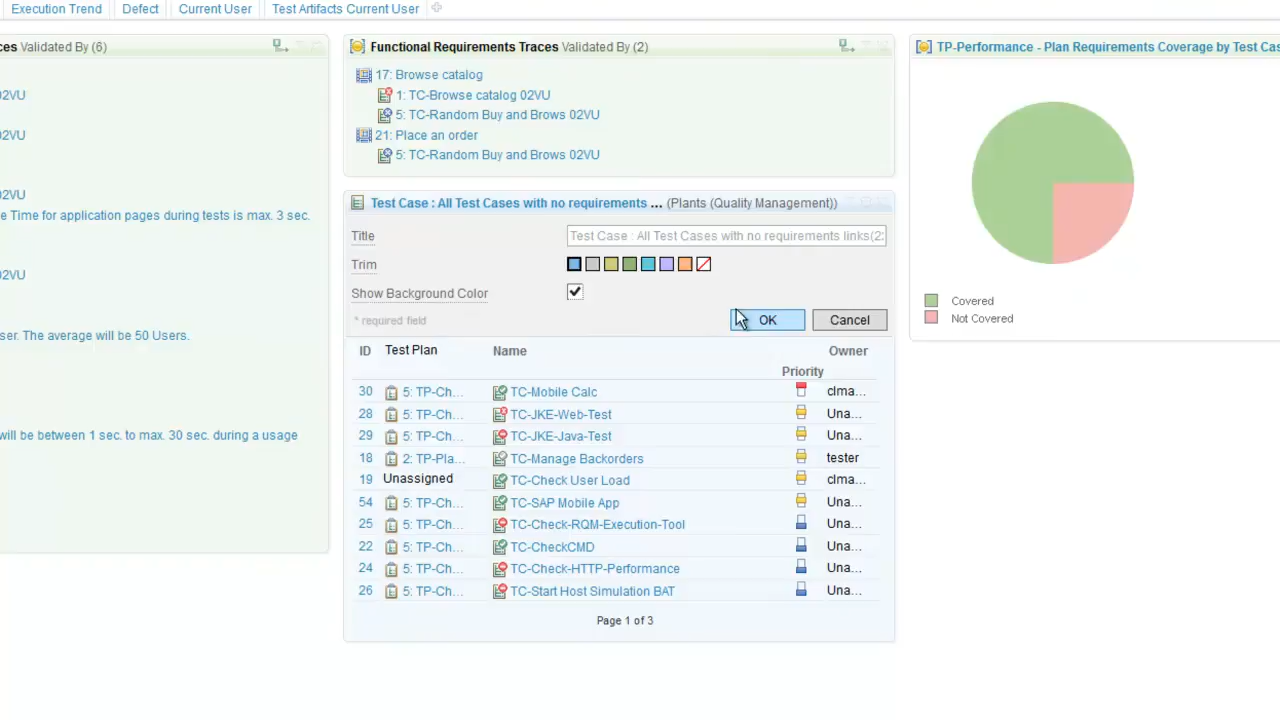 Execution Trend Defect Current User Test Artifacts Current User
ces Validated By (6)
02VU
02VU
02VU
e Time for application pages during tests is max. 3 sec.
02VU
ser. The average will be 50 Users.
will be between 1 sec. to max. 30 sec. during a usage
Functional Requirements Traces Validated By (2)
17: Browse catalog
1: TC-Browse catalog 02VU
5: TC-Random Buy and Brows 02VU
21: Place an order
5: TC-Random Buy and Brows 02VU
Test Case : All Test Cases with no requirements ... (Plants (Quality Management))
Title Test Case : All Test Cases with no requirements links(2:
Trim
Show Background Color
* required field OK Cancel
ID Test Plan Name Priority Owner
30 5: TP-Ch... TC-Mobile Calc clma...
28 5: TP-Ch... TC-JKE-Web-Test Una...
29 5: TP-Ch... TC-JKE-Java-Test Una...
18 2: TP-Pla... TC-Manage Backorders tester
19 Unassigned TC-Check User Load clma...
54 5: TP-Ch... TC-SAP Mobile App Una...
25 5: TP-Ch... TC-Check-RQM-Execution-Tool Una...
22 5: TP-Ch... TC-CheckCMD Una...
24 5: TP-Ch... TC-Check-HTTP-Performance Una...
26 5: TP-Ch... TC-Start Host Simulation BAT Una...
Page 1 of 3
TP-Performance - Plan Requirements Coverage by Test Cas
Covered
Not Covered